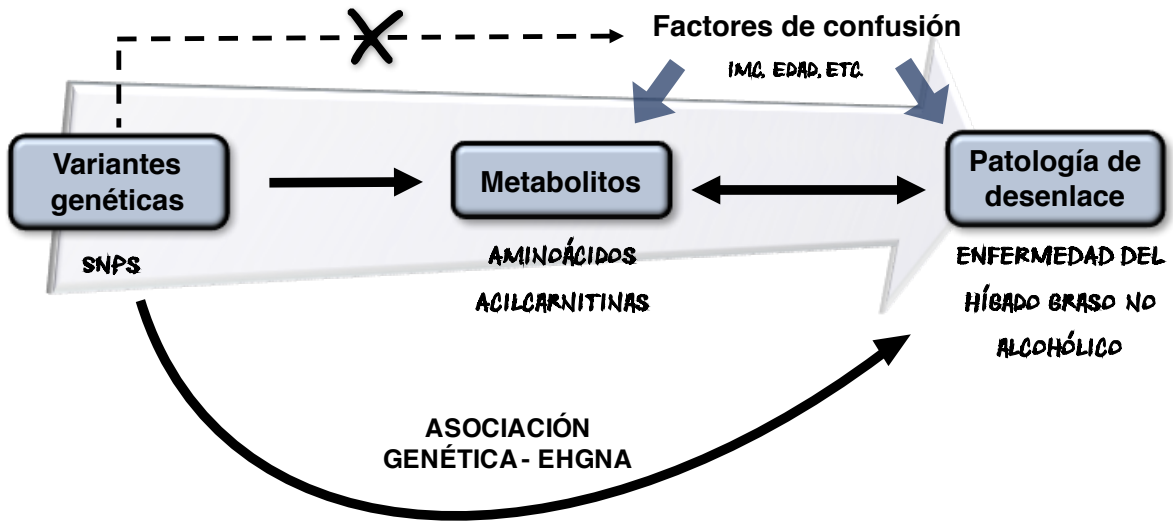 Factores de confusión
IMC, EDAD, ETC.
Variantes
genéticas
Metabolitos
Patología de
desenlace
SNPS
AMINOÁCIDOS
ACILCARNITINAS
ENFERMEDAD DEL
HÍGADO GRASO NO
ALCOHÓLICO
ASOCIACIÓN
GENÉTICA - EHGNA